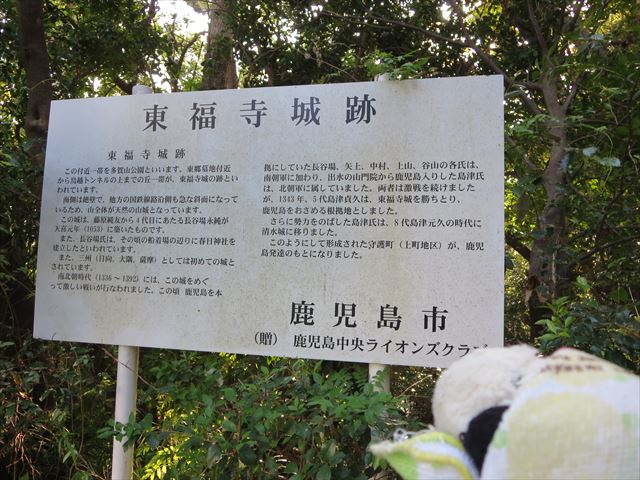 東福寺城跡
東福寺城跡
この付近一帯を多賀山公園といいます。東郷墓地付近
から鳥越トンネルの上までの丘一帯が、東福寺城の跡とい
われています。
海側は絶壁で、他方の国鉄線路沿側も急な斜面になって
いるため、山全体が天然の山城となっています。
この城は、藤原純友から4代目にあたる長谷場永純が
天喜元年(1053)に築いたものです。
また、長谷場氏は、その頃の船着場の辺りに春日神社を
建立したといわれています。
また、三州(日向、大隅、薩摩)としては初めての城と
されています。
南北朝時代(1336〜1392)には、この城をめぐ
って激しい戦いが行なわれました。この頃 鹿児島を本
拠にしていた長谷場、矢上、中村、上山、谷山の各氏は、
南朝軍に加わり、出水の山門院から鹿児島入りした島津氏
は、北朝軍に属していました。両者は激戦を続けました
が、1343年、5代島津貞久は、東福寺城を勝ちとり、
鹿児島をおさめる根拠地としました。
さらに勢力をのばした島津氏は、8代島津元久の時代に
清水城に移りました。
このようにして形成された守護町(上町地区)が、鹿児
島発達のもとになりました。
鹿児島市
(贈) 鹿児島中央ライオンズクラブ